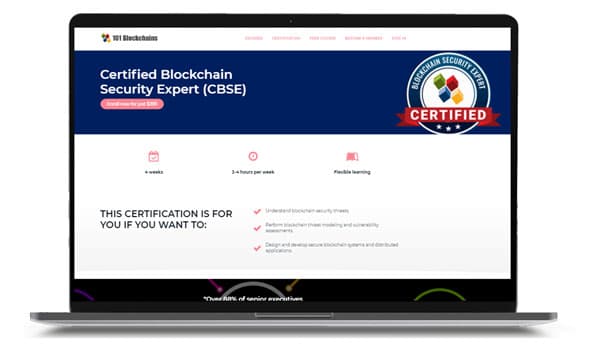 101 Blockchains
COURSES CERTIFICATION FREE COURSE BECOME A MEMBER SIGN IN
Certified Blockchain
Security Expert (CBSE)
Enroll now for just
BLOCKCHAIN SECURITY EXPERT
CERTIFIED
4 weeks
2-4 hours per week
Flexible learning
THIS CERTIFICATION IS FOR
YOU IF YOU WANT TO:
Understand blockchain security threats
Perform blockchain threat modeling and vulnerability
assessments
Design and develop secure blockchain systems and distributed
applications
"Over 88% of senior executives